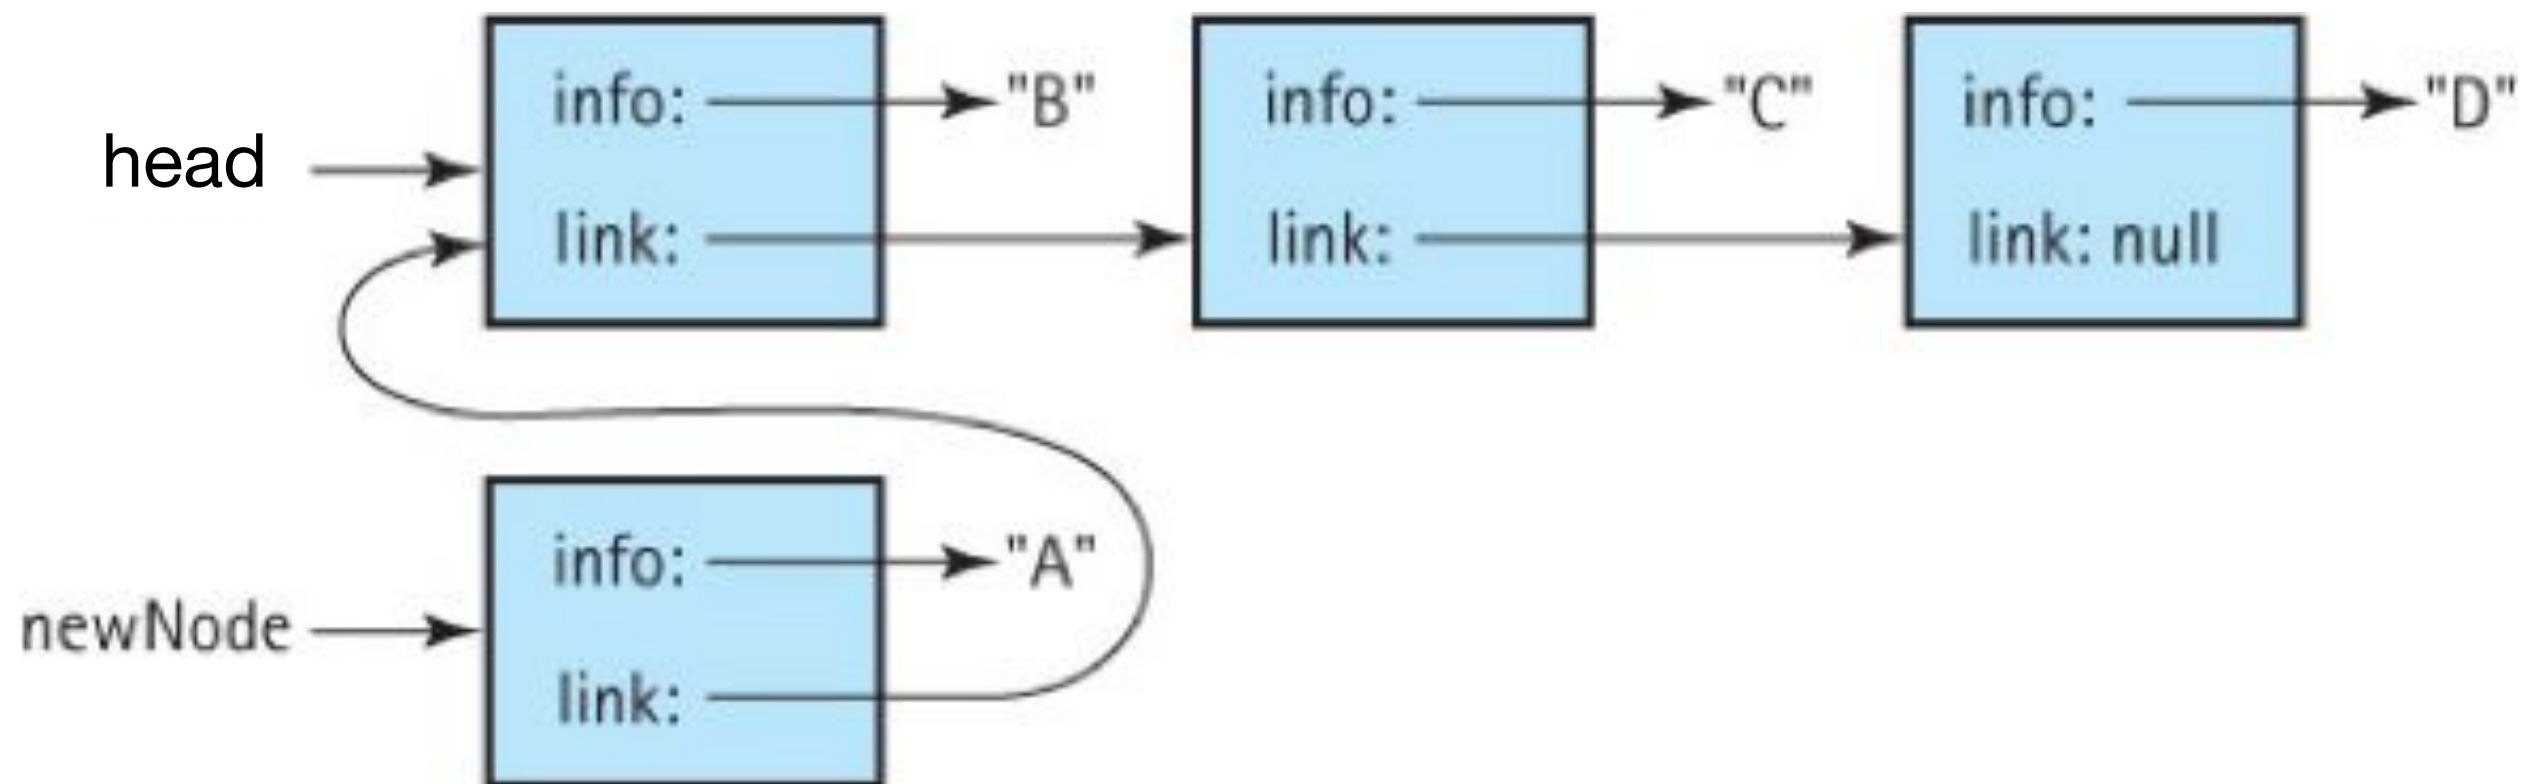 info: "B" info: "C" info: "D"
head
link: link: link: null
info: "A"
newNode
link: